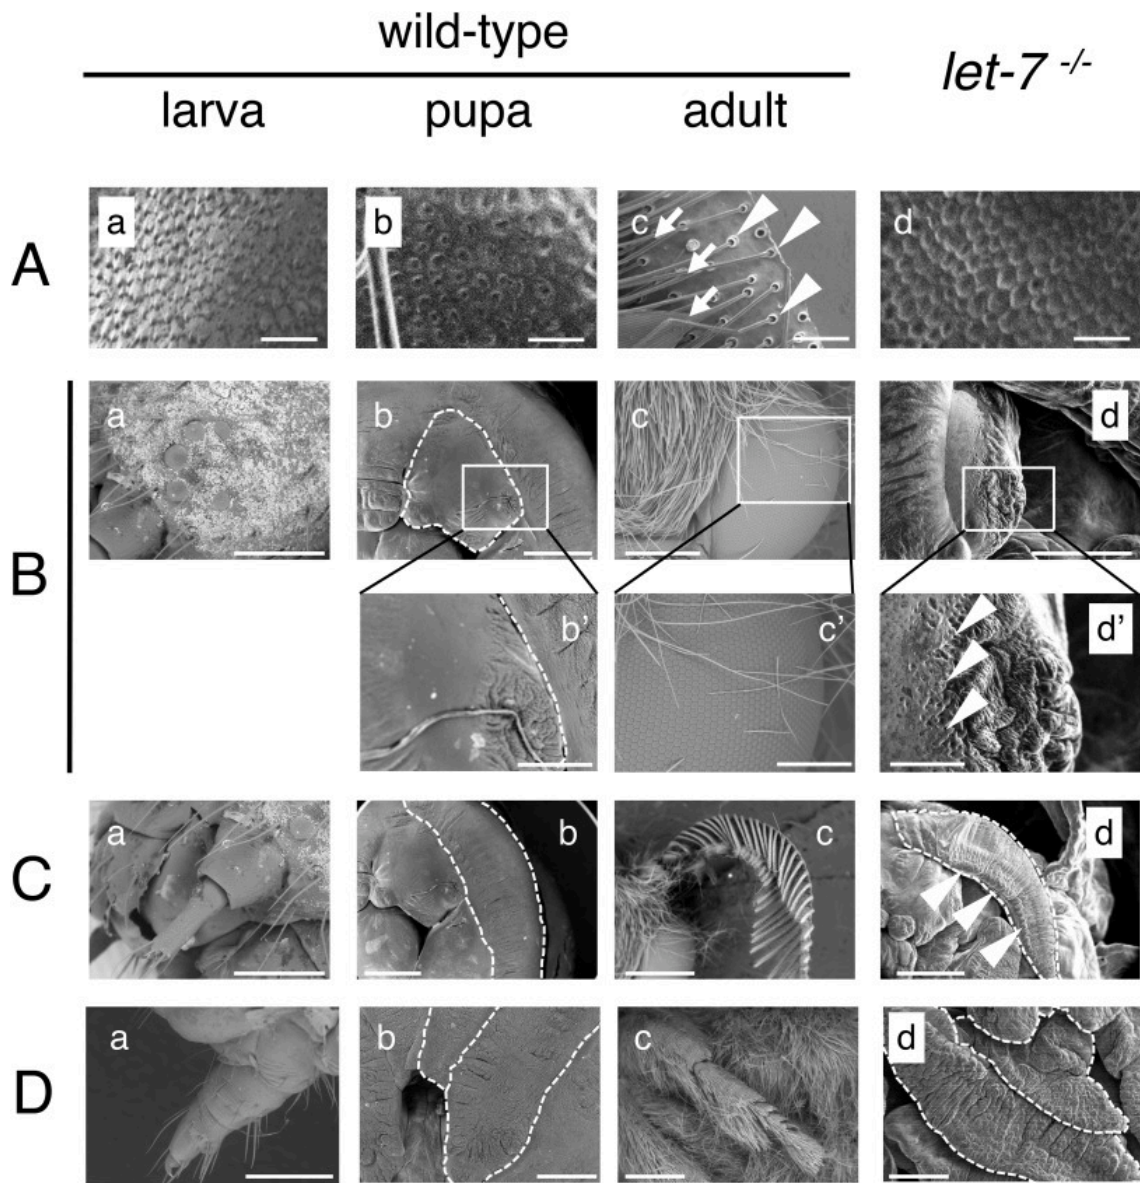 wild-type
let-7 -/-
larva pupa adult
A
a b c d
B
a b c d
b' c' d'
C
a b c d
D
a b c d